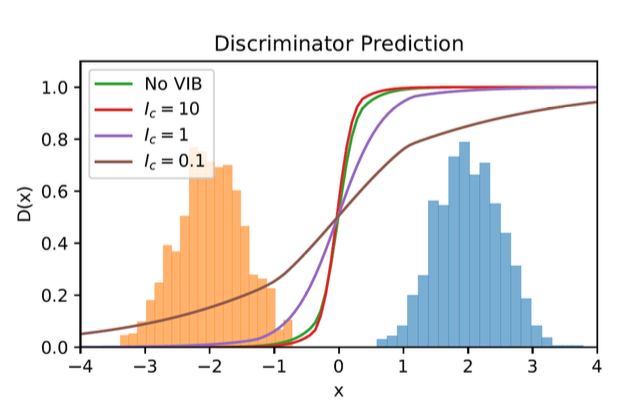 Discriminator Prediction
1.0
0.8
0.6
0.4
0.2
0.0
D(x)
No VIB
I_c = 10
I_c = 1
I_c = 0.1
−4 −3 −2 −1 0 1 2 3 4
x